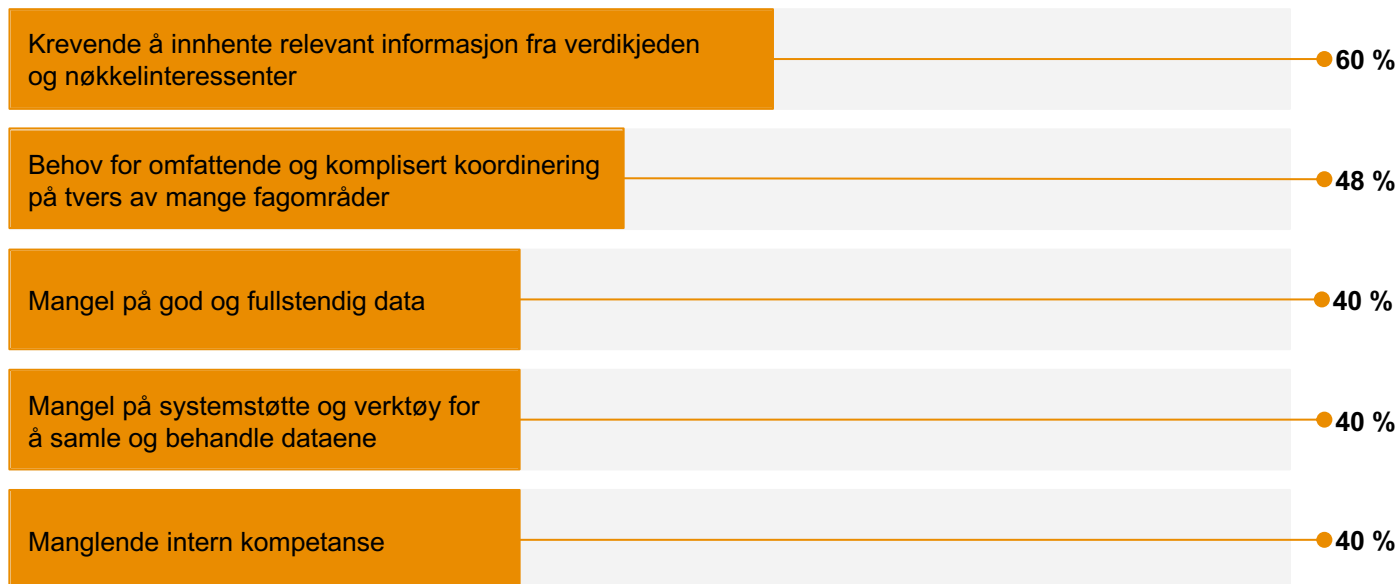 Krevende å innhente relevant informasjon fra verdikjeden
og nøkkelinteressenter
60 %
Behov for omfattende og komplisert koordinering
på tvers av mange fagområder
48 %
Mangel på god og fullstendig data
40 %
Mangel på systemstøtte og verktøy for
å samle og behandle dataene
40 %
Manglende intern kompetanse
40 %